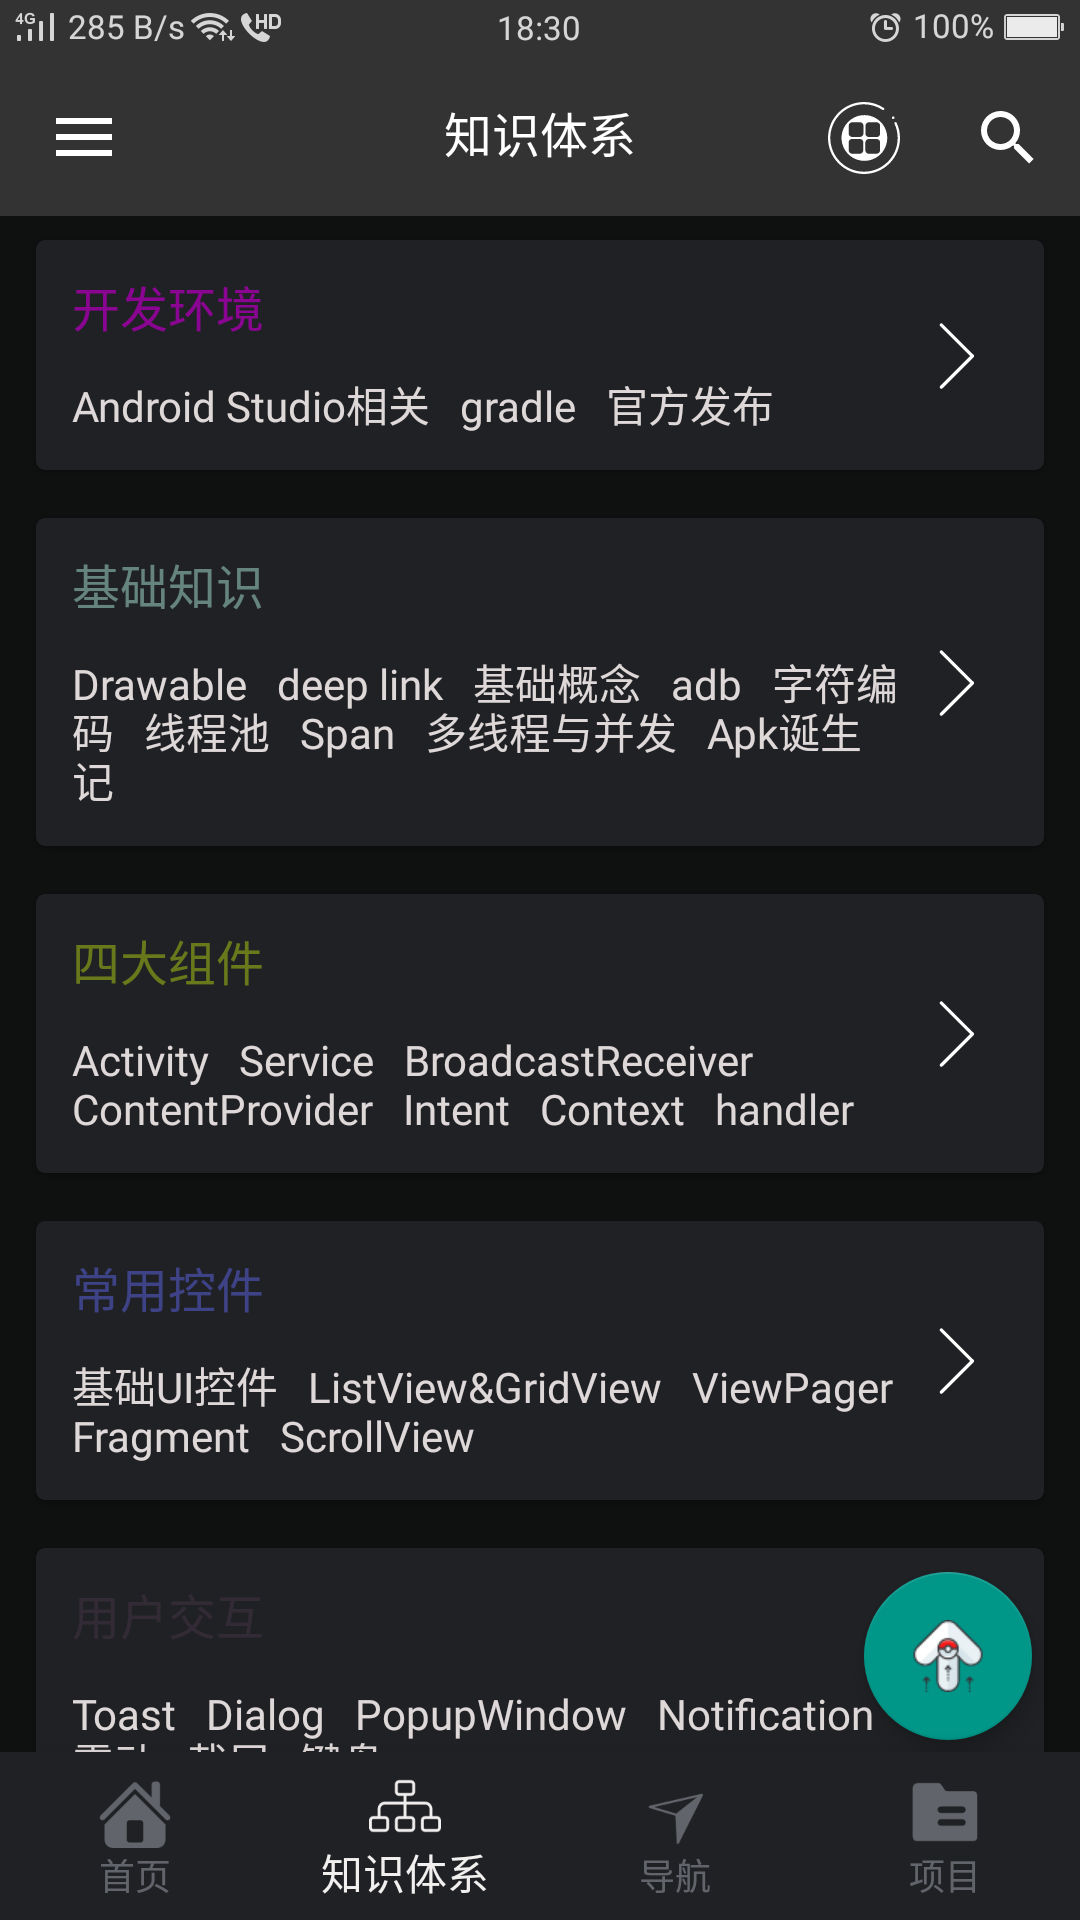 4G 285 B/s HD 18:30 100%
知识体系
开发环境
Android Studio相关 gradle 官方发布
基础知识
Drawable deep link 基础概念 adb 字符编
码 线程池 Span 多线程与并发 Apk诞生
记
四大组件
Activity Service BroadcastReceiver
ContentProvider Intent Context handler
常用控件
基础UI控件 ListView&GridView ViewPager
Fragment ScrollView
用户交互
Toast Dialog PopupWindow Notification
首页 知识体系 导航 项目